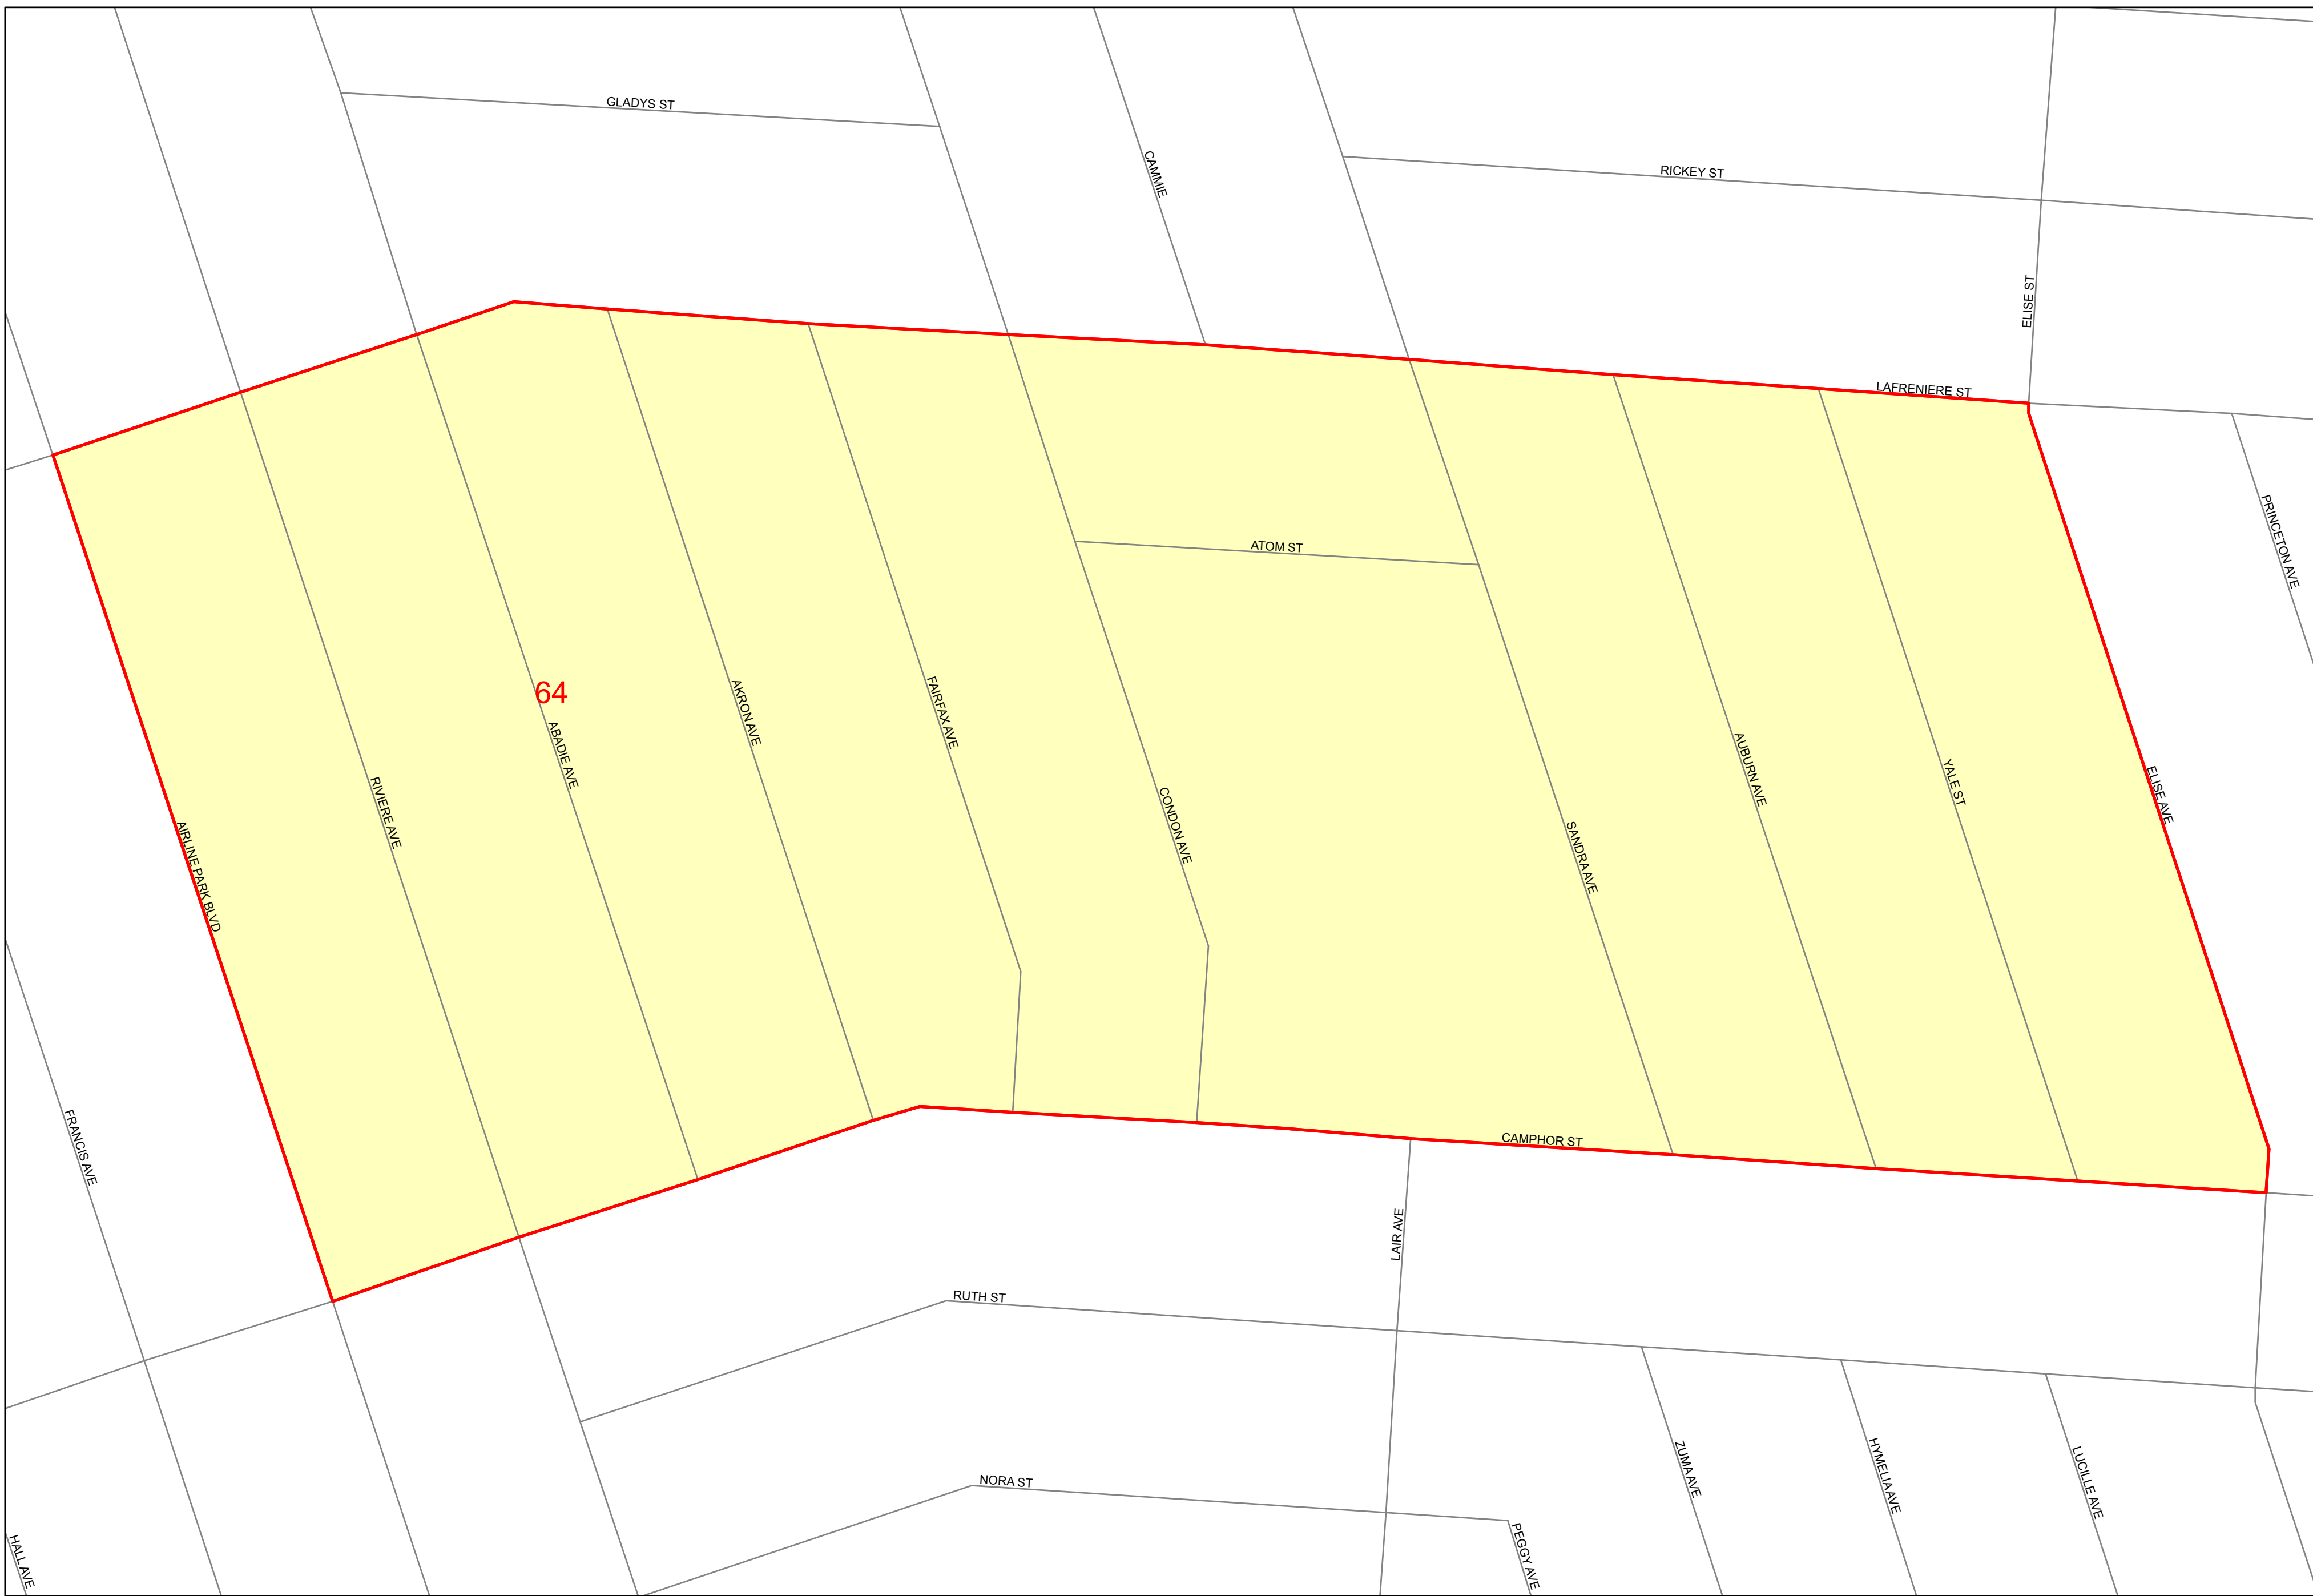 GLADYS ST
CAMMIE
RICKEY ST
ELISE ST
LAFRENIERE ST
PRINCETON AVE
ATOM ST
64
ABADIE AVE
AKRON AVE
FAIRFAX AVE
RIVIERE AVE
AIRLINE PARK BLVD
CONDON AVE
SANDRA AVE
AUBURN AVE
YALE ST
ELISE AVE
FRANCIS AVE
CAMPHOR ST
LAIR AVE
RUTH ST
NORA ST
ZUMA AVE
HYMELIA AVE
LUCILLE AVE
PEGGY AVE
HALL AVE